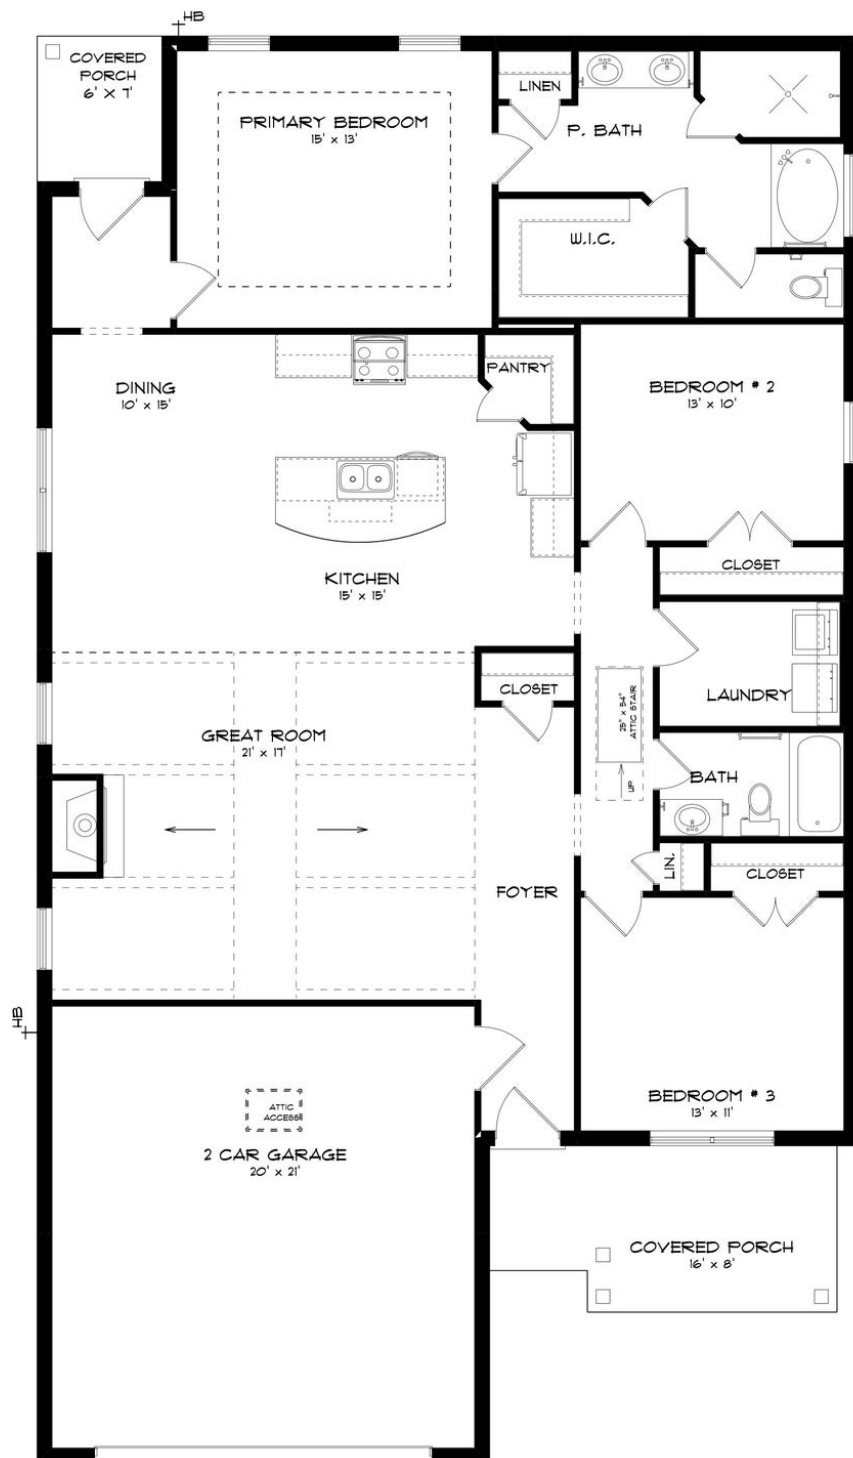 HB
COVERED
PORCH
6' X 7'
PRIMARY BEDROOM
15' x 13'
LINEN
P. BATH
W.I.C.
DINING
10' x 15'
PANTRY
BEDROOM # 2
13' x 10'
KITCHEN
15' x 15'
CLOSET
CLOSET
LAUNDRY
25" x 54"
ATTIC STAIR
UP
GREAT ROOM
21' x 17'
BATH
FOYER
LIN.
CLOSET
HB
ATTIC
ACCESS
2 CAR GARAGE
20' x 21'
BEDROOM # 3
13' x 11'
COVERED PORCH
16' x 8'